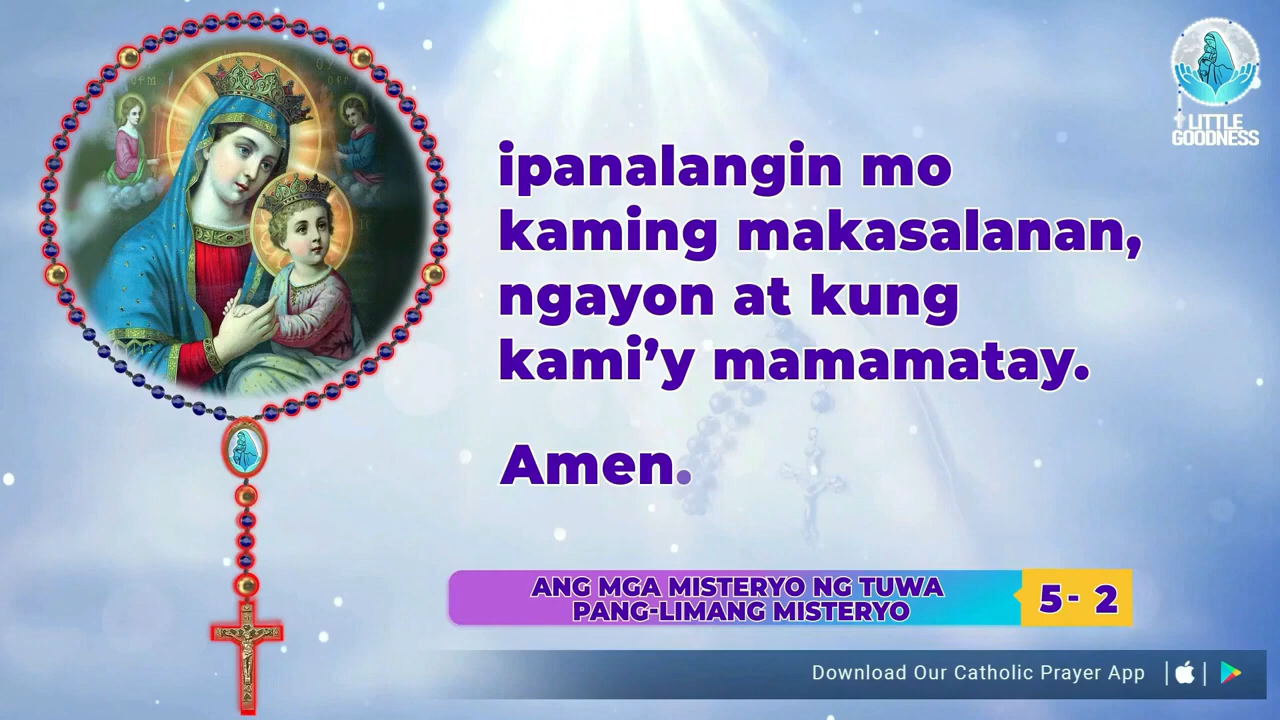 LITTLE
GOODNESS
ipanalangin mo
kaming makasalanan,
ngayon at kung
kami’y mamamatay.
Amen.
ANG MGA MISTERYO NG TUWA
PANG-LIMANG MISTERYO
5- 2
Download Our Catholic Prayer App